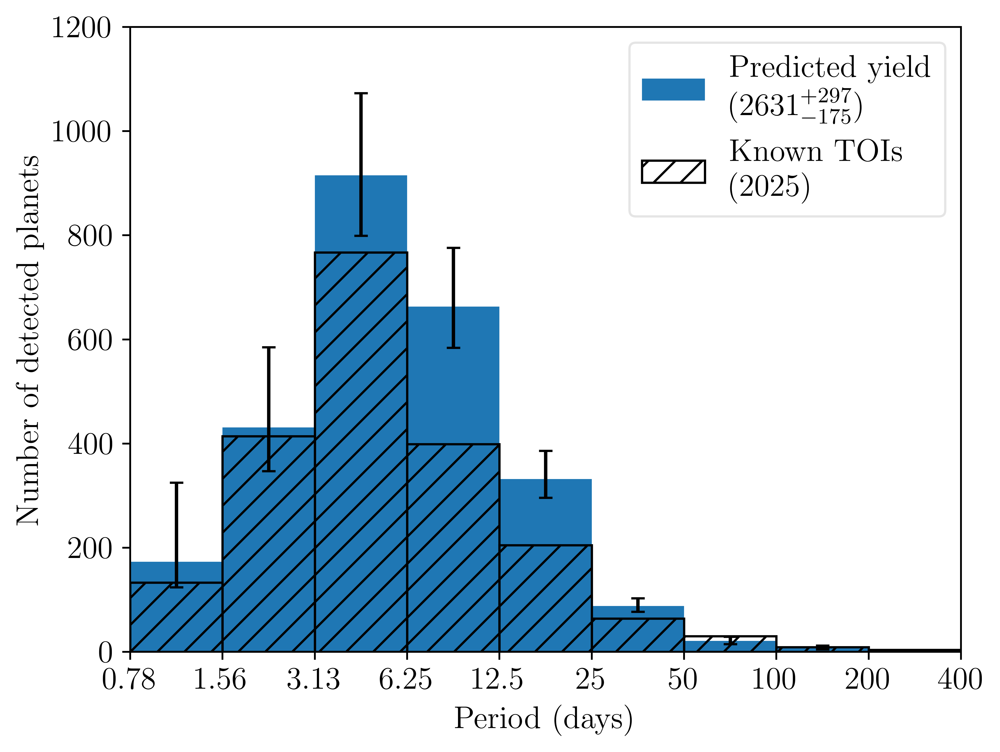 1200
1000
800
600
400
200
0
Number of detected planets
Predicted yield
(2631+297−175)
Known TOIs
(2025)
0.78 1.56 3.13 6.25 12.5 25 50 100 200 400
Period (days)